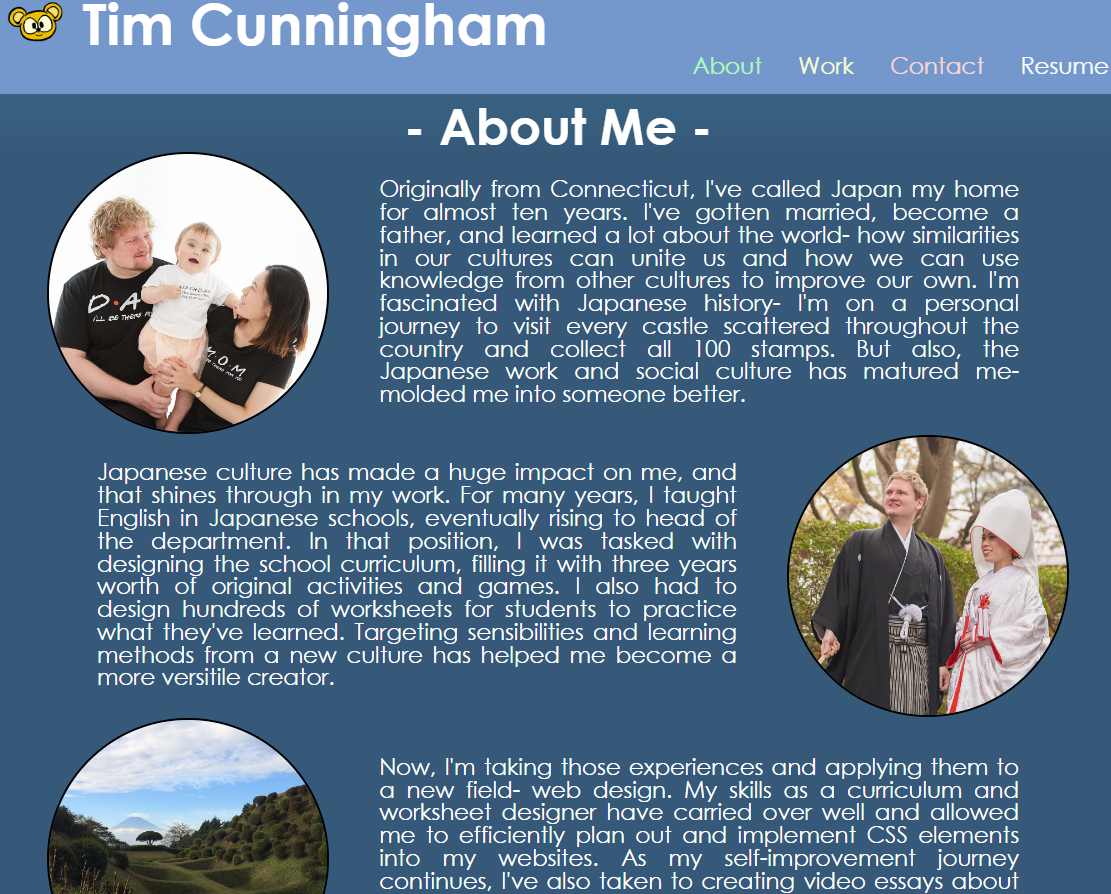 Tim Cunningham
About Work Contact Resume
- About Me -
Originally from Connecticut, I've called Japan my home
for almost ten years. I've gotten married, become a
father, and learned a lot about the world- how similarities
in our cultures can unite us and how we can use
knowledge from other cultures to improve our own. I'm
fascinated with Japanese history- I'm on a personal
journey to visit every castle scattered throughout the
country and collect all 100 stamps. But also, the
Japanese work and social culture has matured me-
molded me into someone better.
D.A
I'LL BE THERE FO
M.O.M
Japanese culture has made a huge impact on me, and
that shines through in my work. For many years, I taught
English in Japanese schools, eventually rising to head of
the department. In that position, I was tasked with
designing the school curriculum, filling it with three years
worth of original activities and games. I also had to
design hundreds of worksheets for students to practice
what they've learned. Targeting sensibilities and learning
methods from a new culture has helped me become a
more versitile creator.
Now, I'm taking those experiences and applying them to
a new field- web design. My skills as a curriculum and
worksheet designer have carried over well and allowed
me to efficiently plan out and implement CSS elements
into my websites. As my self-improvement journey
continues, I've also taken to creating video essays about